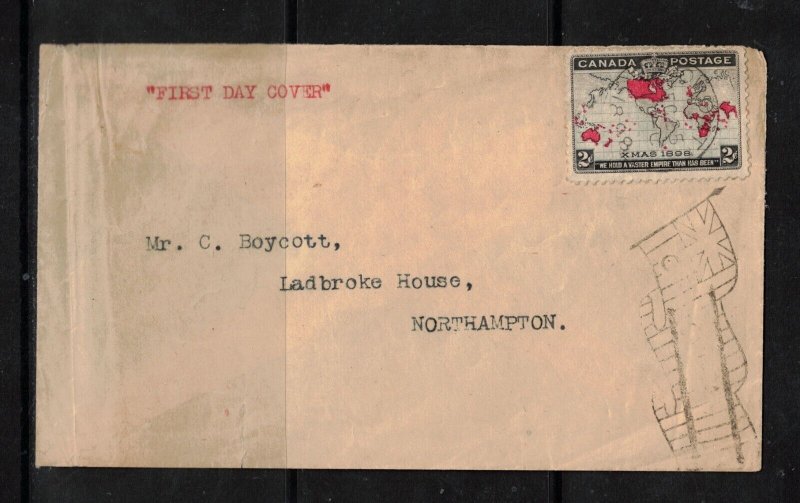 "FIRST DAY COVER"
CANADA POSTAGE
XMAS 1898
2c 2c
"WE HOLD A VASTER EMPIRE THAN HAS BEEN"
Mr. C. Boycott,
Ladbroke House,
NORTHAMPTON.